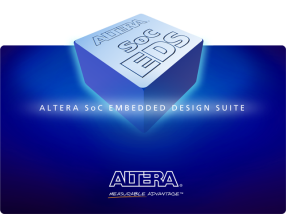 ALTERA
SoC
EDS
ALTERA SoC EMBEDDED DESIGN SUITE
ALTERA®
MEASURABLE ADVANTAGE™